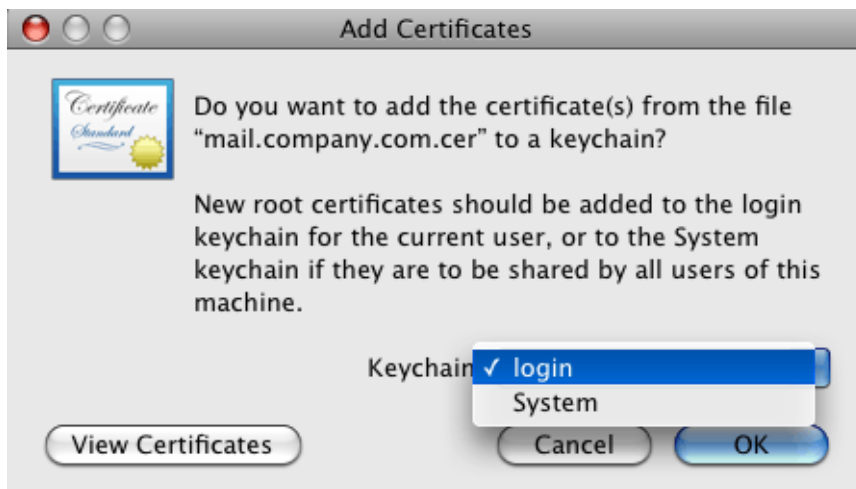 Add Certificates
Certificate
Standard
Do you want to add the certificate(s) from the file
“mail.company.com.cer” to a keychain?
New root certificates should be added to the login
keychain for the current user, or to the System
keychain if they are to be shared by all users of this
machine.
Keychain ✓ login
System
View Certificates Cancel OK